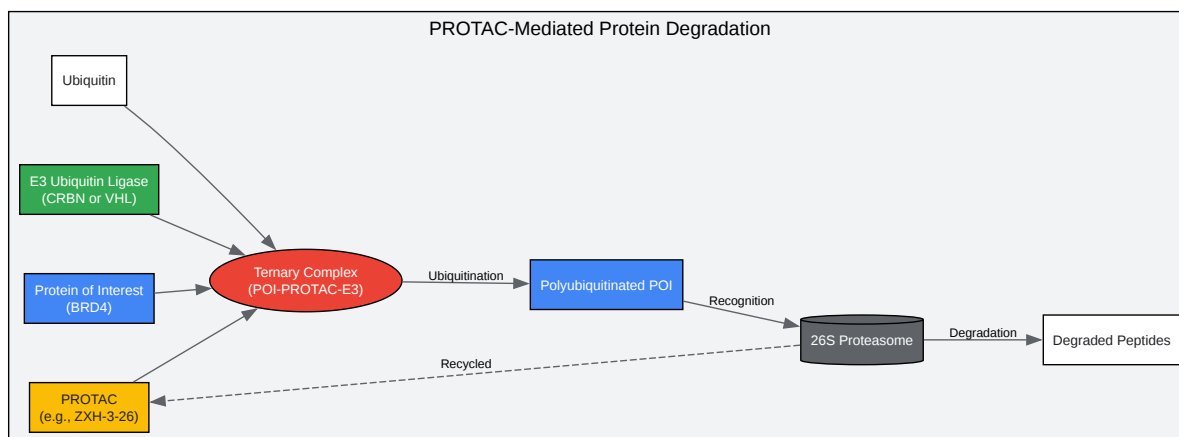 PROTAC-Mediated Protein Degradation
Ubiquitin
E3 Ubiquitin Ligase
(CRBN or VHL)
Protein of Interest
(BRD4)
PROTAC
(e.g., ZXH-3-26)
Ternary Complex
(POI-PROTAC-E3)
Ubiquitination
Polyubiquitinated POI
Recognition
26S Proteasome
Degradation
Degraded Peptides
Recycled